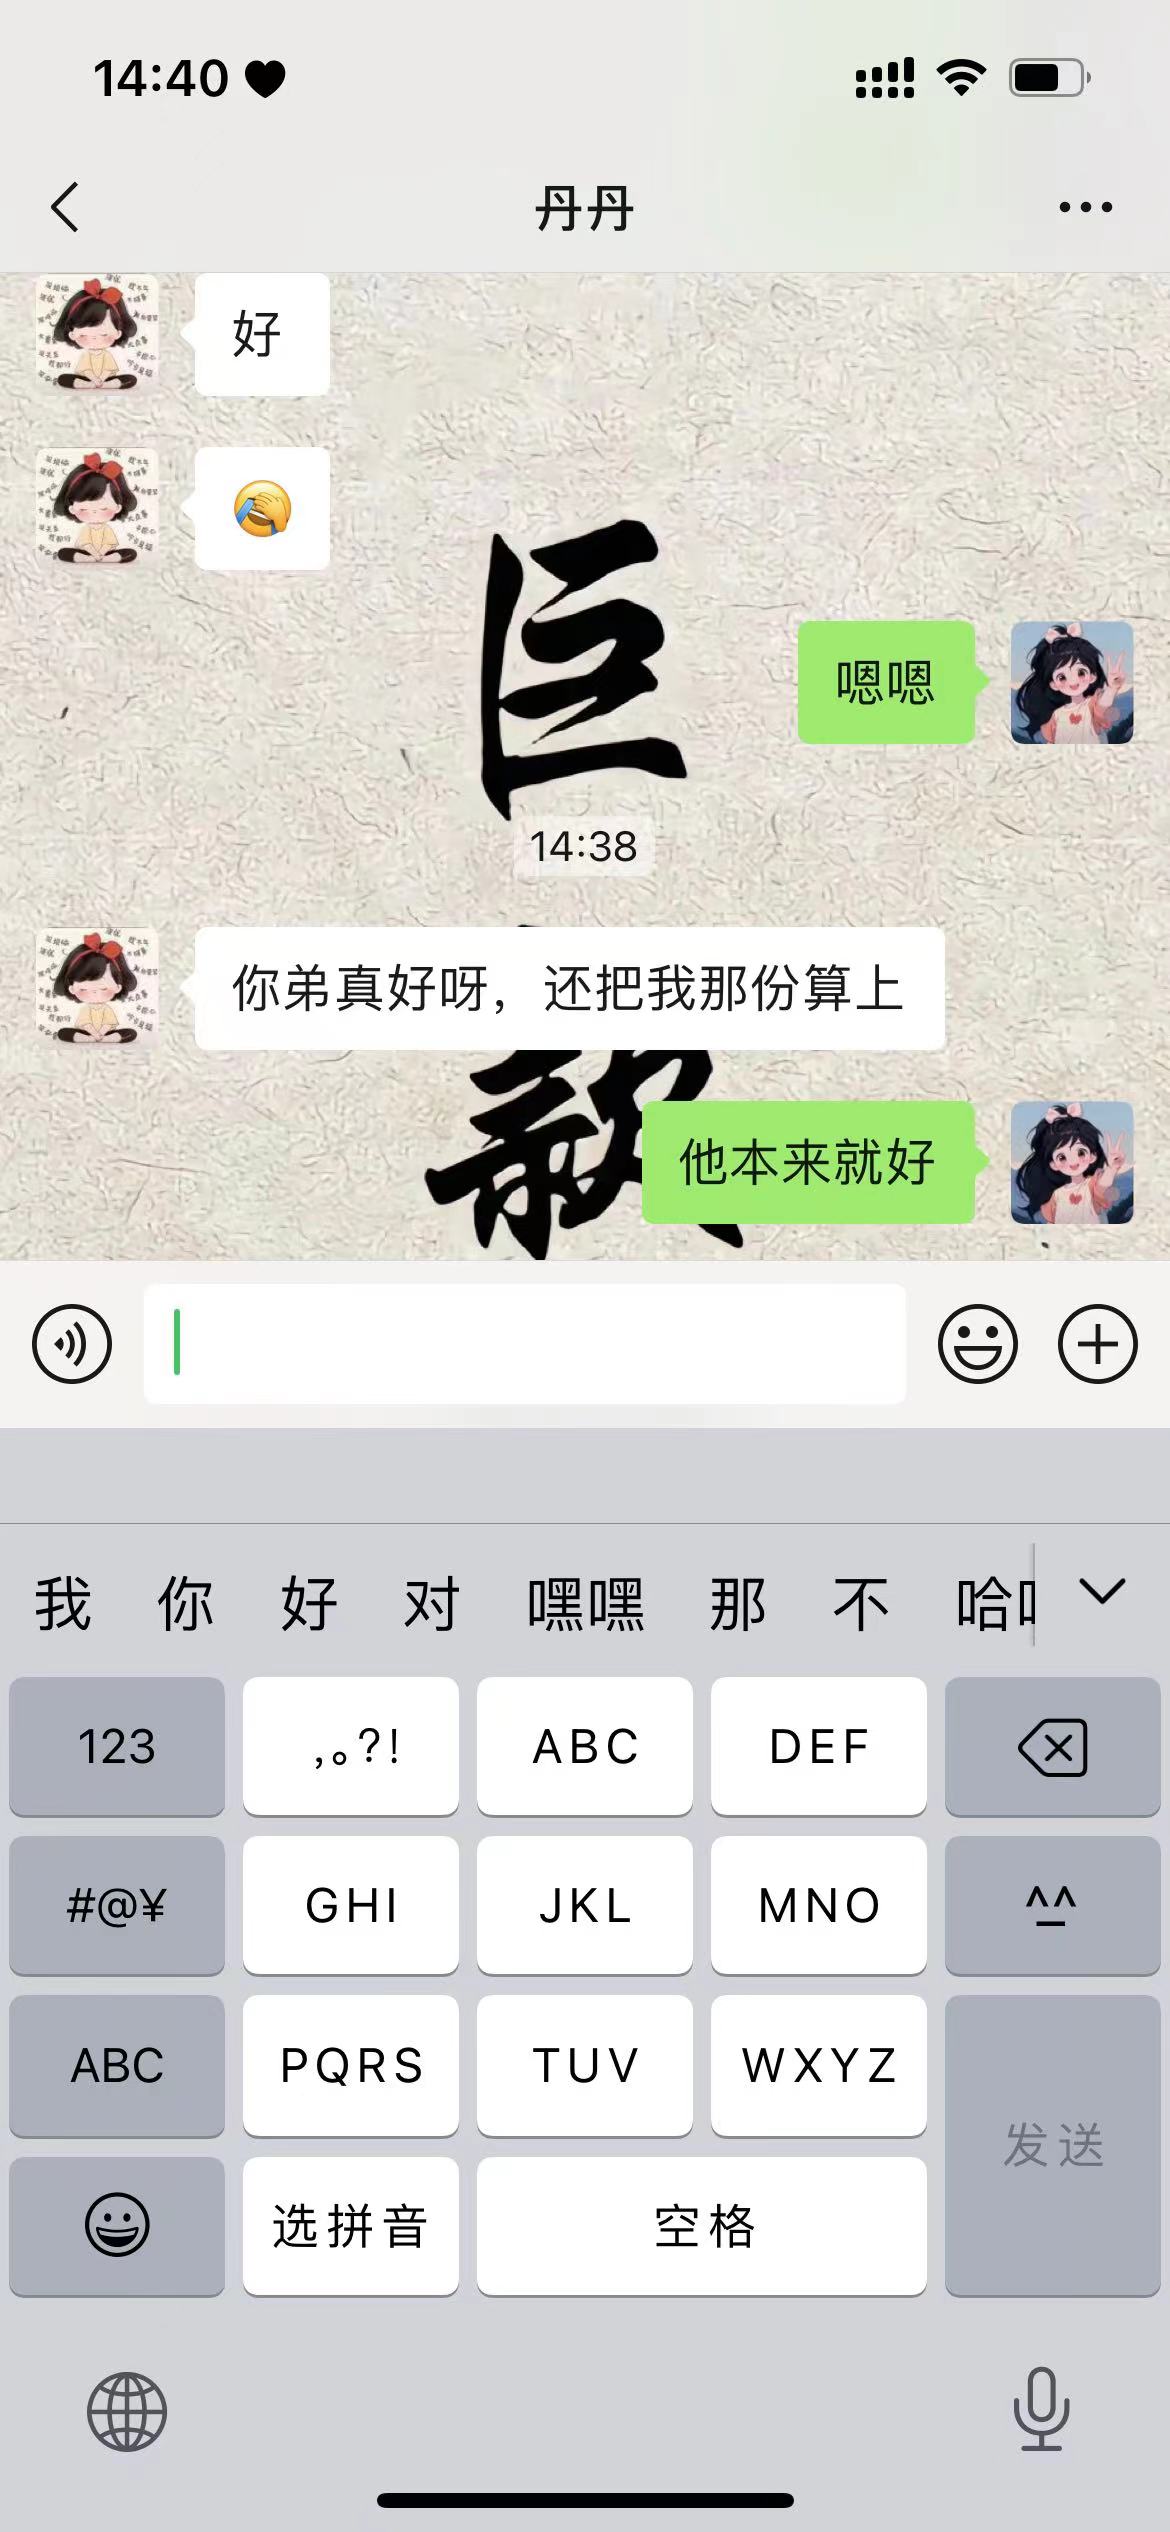 14:40
丹丹
好
嗯嗯
巨
14:38
你弟真好呀，还把我那份算上
款
他本来就好
我 你 好 对 嘿嘿 那 不
123 ,。?! ABC DEF
#@¥ GHI JKL MNO ^_^
ABC PQRS TUV WXYZ
发送
选拼音 空格